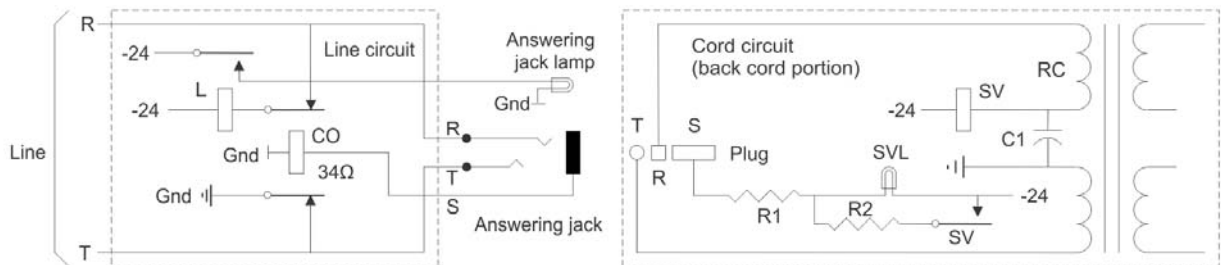 R
-24
Line circuit
Answering
jack lamp
L
-24
Gnd
CO
Gnd
34Ω
R
T
Line
Gnd
S
Answering jack
T
Cord circuit
(back cord portion)
RC
SV
-24
T
S
C1
Plug
SVL
R
-24
R1
R2
SV